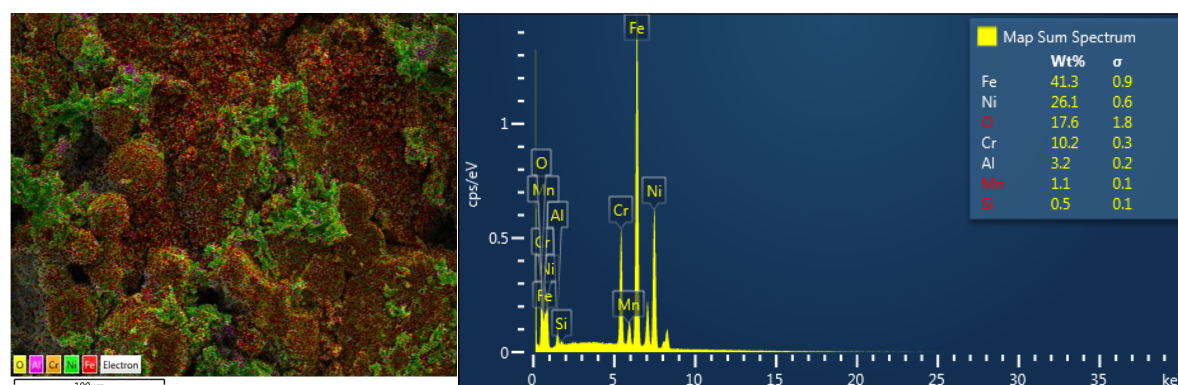 O Al Cr Ni Fe Electron
Map Sum Spectrum
Wt% σ
Fe 41.3 0.9
Ni 26.1 0.6
O 17.6 1.8
Cr 10.2 0.3
Al 3.2 0.2
Mn 1.1 0.1
Si 0.5 0.1
cps/eV
1
0.5
0
Fe
O
Mn
Al
Cr
Ni
Fe
Si
Cr
Mn
Ni
0 5 10 15 20 25 30 35 ke